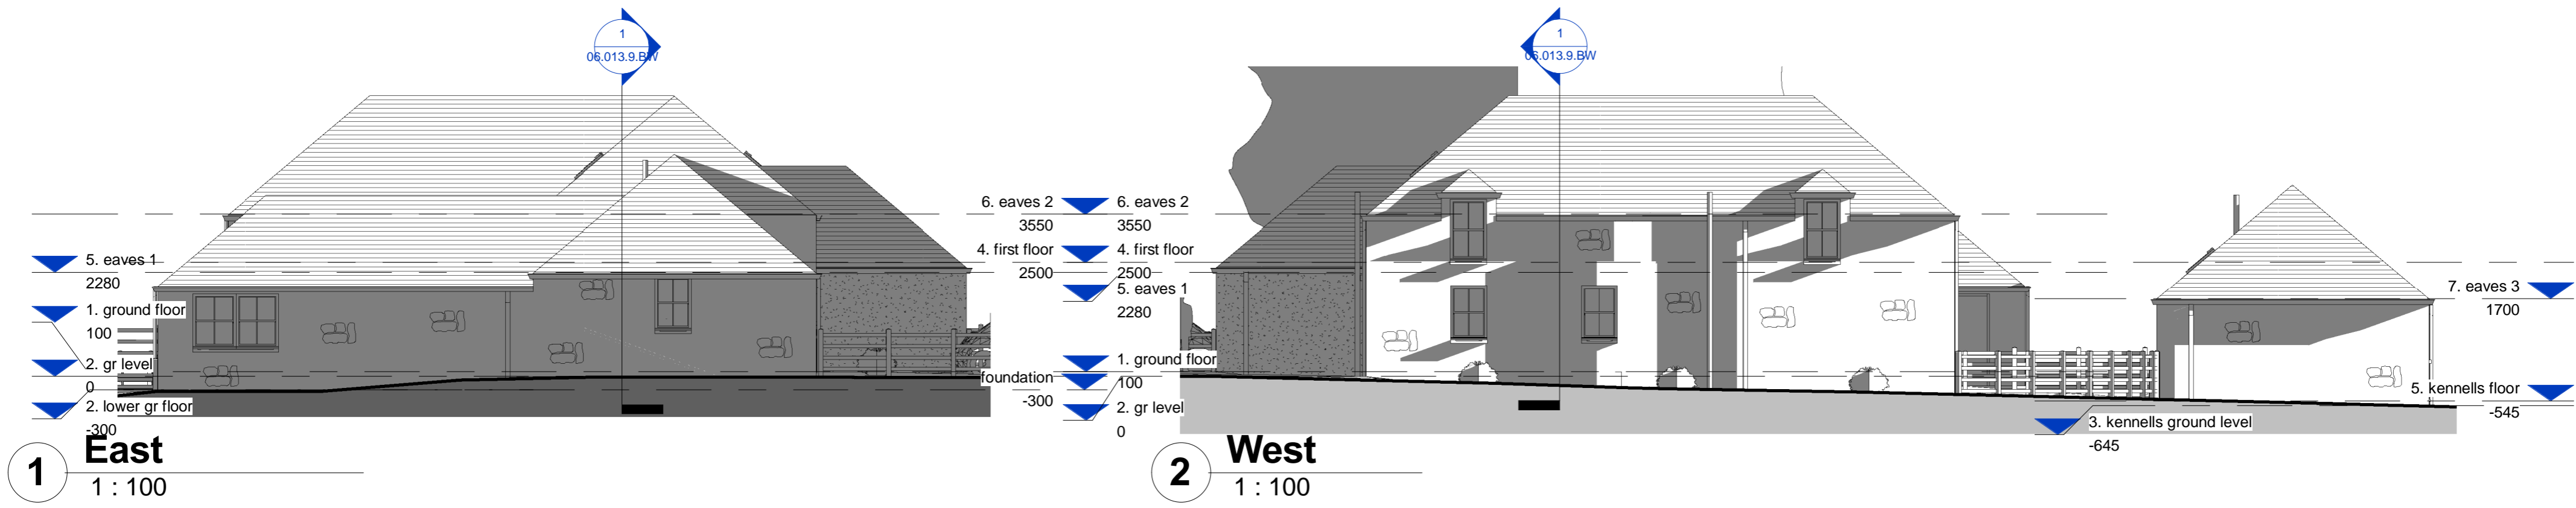 1
06.013.9.BW
5. eaves 1
2280
1. ground floor
100
2. gr level
0
2. lower gr floor
-300
6. eaves 2
3550
4. first floor
2500
foundation
-300
1
East
1 : 100
1
06.013.9.BW
6. eaves 2
3550
4. first floor
2500
5. eaves 1
2280
1. ground floor
100
2. gr level
0
7. eaves 3
1700
5. kennells floor
-545
3. kennells ground level
-645
2
West
1 : 100